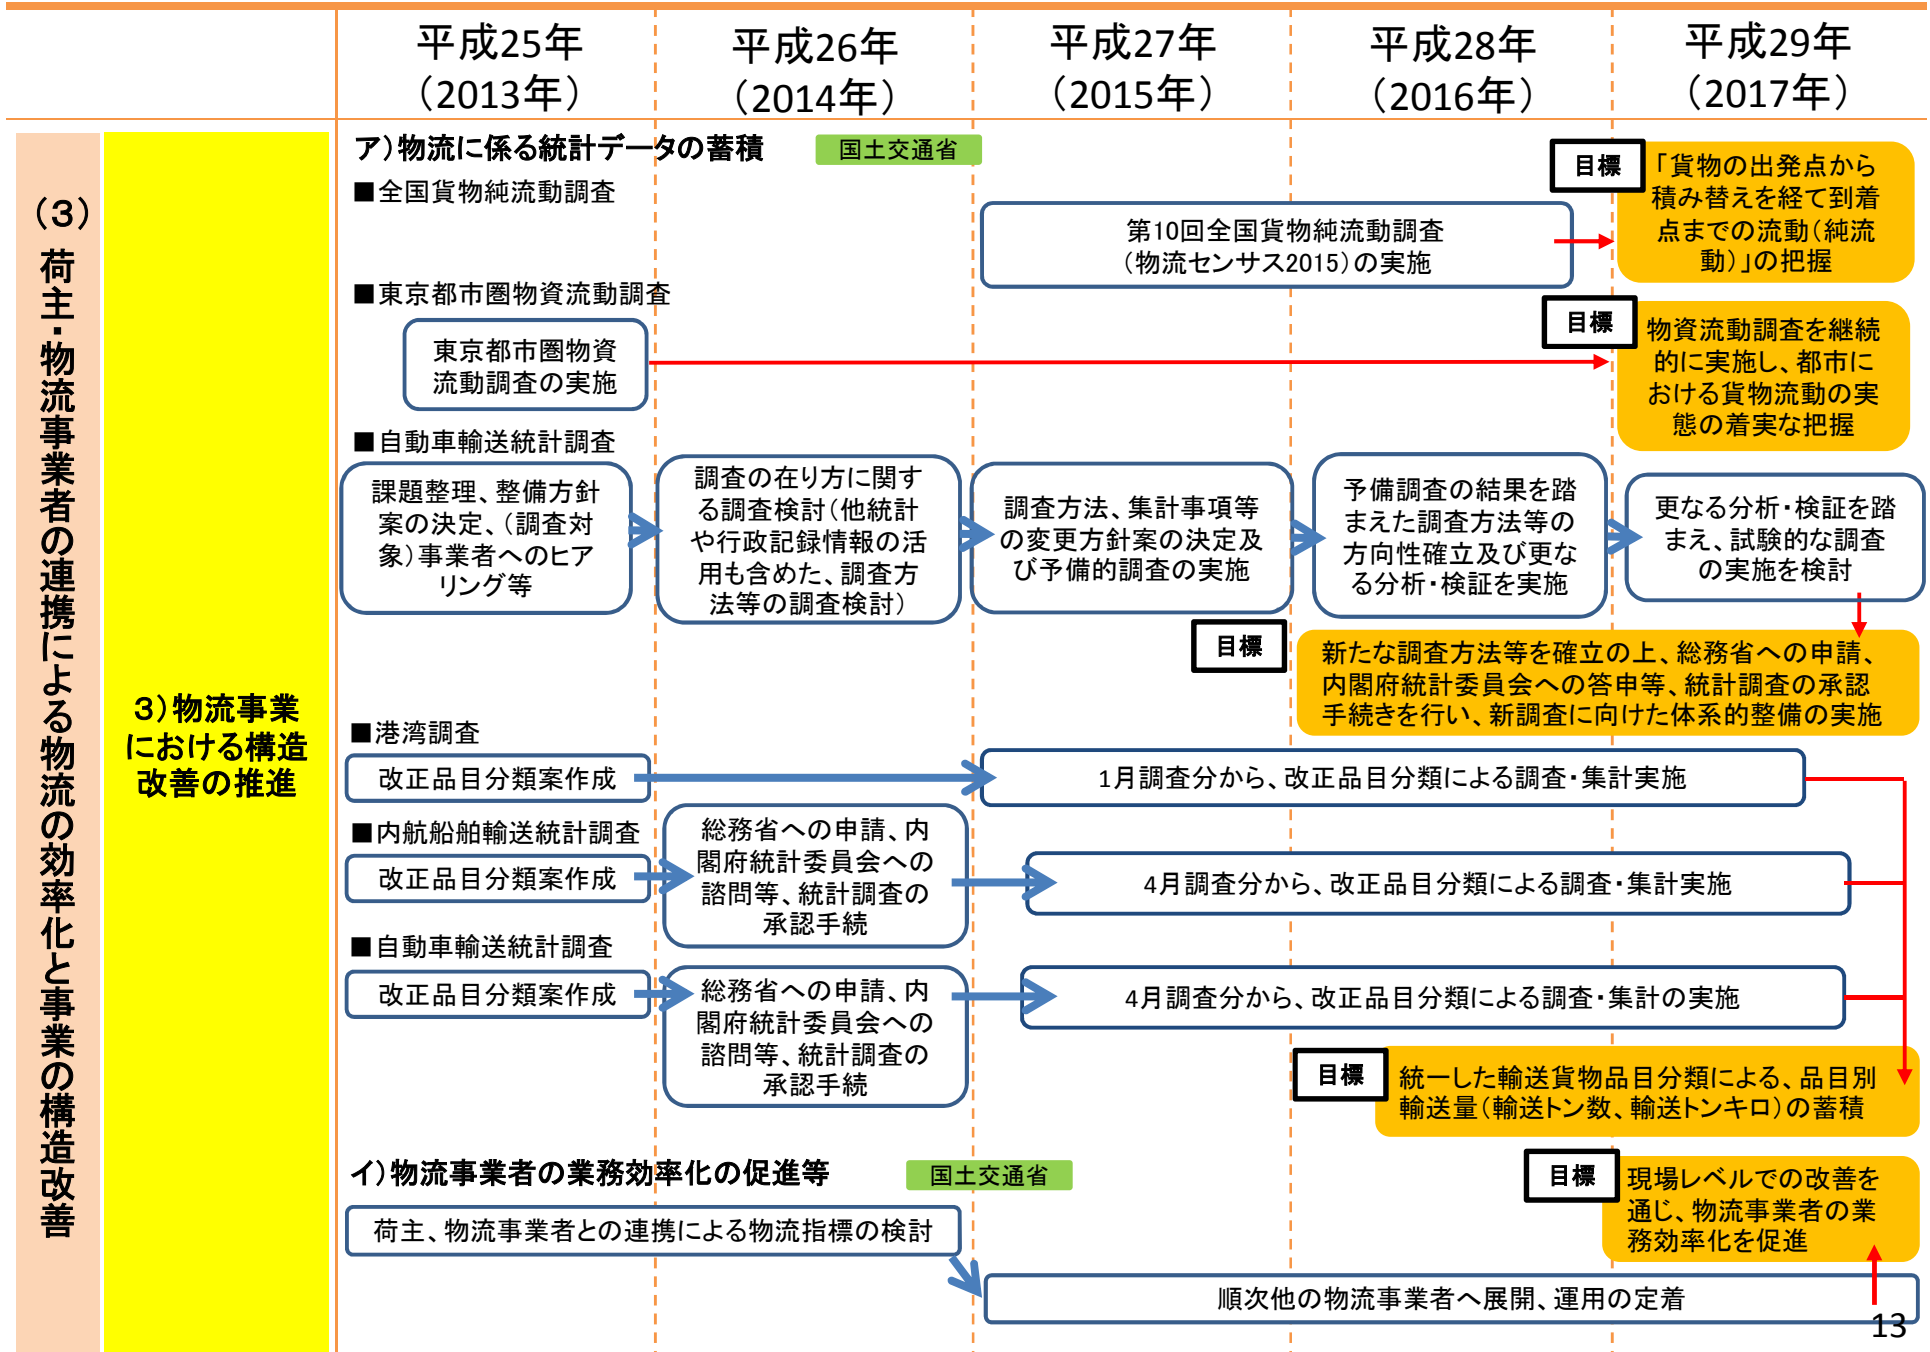 平成25年
（2013年）
平成26年
（2014年）
平成27年
（2015年）
平成28年
（2016年）
平成29年
（2017年）
（３）荷主・物流事業者の連携による物流の効率化と事業の構造改善
３）物流事業
における構造
改善の推進
ア）物流に係る統計データの蓄積
国土交通省
■全国貨物純流動調査
第10回全国貨物純流動調査
（物流センサス2015）の実施
目標
「貨物の出発点から
積み替えを経て到着
点までの流動（純流
動）」の把握
■東京都市圏物資流動調査
東京都市圏物資
流動調査の実施
目標
物資流動調査を継続
的に実施し、都市に
おける貨物流動の実
態の着実な把握
■自動車輸送統計調査
課題整理、整備方針
案の決定、（調査対
象）事業者へのヒア
リング等
調査の在り方に関す
る調査検討（他統計
や行政記録情報の活
用も含めた、調査方
法等の調査検討）
調査方法、集計事項等
の変更方針案の決定及
び予備的調査の実施
予備調査の結果を踏
まえた調査方法等の
方向性確立及び更な
る分析・検証を実施
更なる分析・検証を踏
まえ、試験的な調査
の実施を検討
目標
新たな調査方法等を確立の上、総務省への申請、
内閣府統計委員会への答申等、統計調査の承認
手続きを行い、新調査に向けた体系的整備の実施
■港湾調査
改正品目分類案作成
1月調査分から、改正品目分類による調査・集計実施
■内航船舶輸送統計調査
改正品目分類案作成
総務省への申請、内
閣府統計委員会への
諮問等、統計調査の
承認手続
4月調査分から、改正品目分類による調査・集計実施
■自動車輸送統計調査
改正品目分類案作成
総務省への申請、内
閣府統計委員会への
諮問等、統計調査の
承認手続
4月調査分から、改正品目分類による調査・集計の実施
目標
統一した輸送貨物品目分類による、品目別
輸送量（輸送トン数、輸送トンキロ）の蓄積
イ）物流事業者の業務効率化の促進等
国土交通省
荷主、物流事業者との連携による物流指標の検討
目標
現場レベルでの改善を
通じ、物流事業者の業
務効率化を促進
順次他の物流事業者へ展開、運用の定着
13